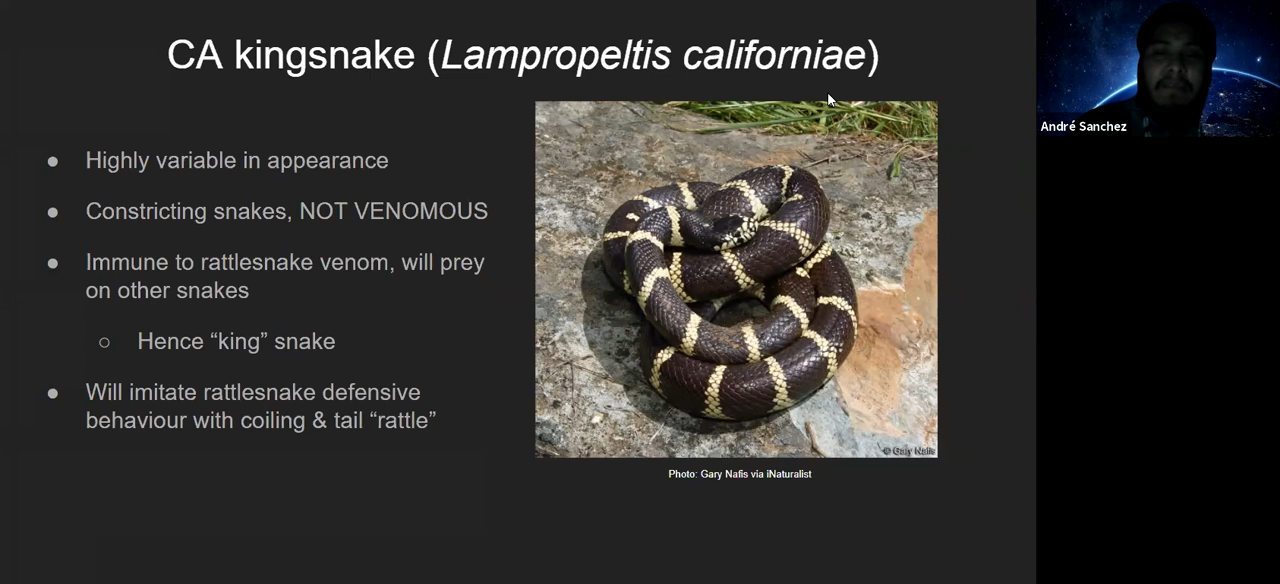 CA kingsnake (Lampropeltis californiae)
● Highly variable in appearance
● Constricting snakes, NOT VENOMOUS
● Immune to rattlesnake venom, will prey
on other snakes
○ Hence “king” snake
● Will imitate rattlesnake defensive
behaviour with coiling & tail “rattle”
© Gary Nafis
Photo: Gary Nafis via iNaturalist
André Sanchez